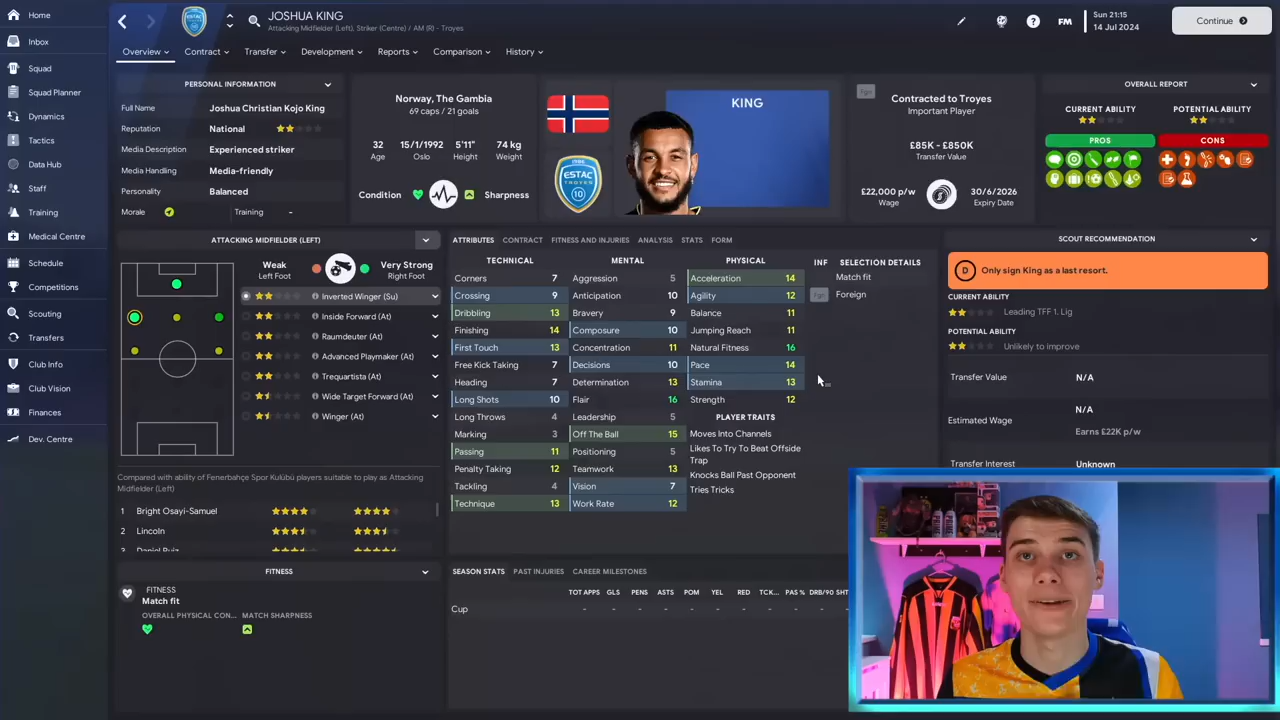 Home
Inbox
Squad
Squad Planner
Dynamics
Tactics
Data Hub
Staff
Training
Medical Centre
Schedule
Competitions
Scouting
Transfers
Club Info
Club Vision
Finances
Dev. Centre
JOSHUA KING
Attacking Midfielder (Left), Striker (Centre) / AM (R) - Troyes
FM
Sun 21:15
14 Jul 2024
Continue
Overview
Contract
Transfer
Development
Reports
Comparison
History
PERSONAL INFORMATION
Full Name Joshua Christian Kojo King
Reputation National
Media Description Experienced striker
Media Handling Media-friendly
Personality Balanced
Morale Training -
Norway, The Gambia
69 caps / 21 goals
32 15/1/1992 5'11" 74 kg
Age Oslo Height Weight
Condition Sharpness
ESTAC
TROYES
10
KING
Fgn
Contracted to Troyes
Important Player
£85K - £850K
Transfer Value
£22,000 p/w 30/6/2026
Wage Expiry Date
OVERALL REPORT
CURRENT ABILITY POTENTIAL ABILITY
PROS CONS
ATTACKING MIDFIELDER (LEFT)
Weak Very Strong
Left Foot Right Foot
Inverted Winger (Su)
Inside Forward (At)
Raumdeuter (At)
Advanced Playmaker (At)
Trequartista (At)
Wide Target Forward (At)
Winger (At)
Compared with ability of Fenerbahçe Spor Kulübü players suitable to play as Attacking
Midfielder (Left)
1 Bright Osayi-Samuel
2 Lincoln
3 Daniel Ruiz
FITNESS
FITNESS
Match fit
OVERALL PHYSICAL CON... MATCH SHARPNESS
ATTRIBUTES CONTRACT FITNESS AND INJURIES ANALYSIS STATS FORM
TECHNICAL
Corners 7
Crossing 9
Dribbling 13
Finishing 14
First Touch 13
Free Kick Taking 7
Heading 7
Long Shots 10
Long Throws 4
Marking 3
Passing 11
Penalty Taking 12
Tackling 4
Technique 13
MENTAL
Aggression 5
Anticipation 10
Bravery 9
Composure 10
Concentration 11
Decisions 10
Determination 13
Flair 16
Leadership 5
Off The Ball 15
Positioning 5
Teamwork 13
Vision 7
Work Rate 12
PHYSICAL
Acceleration 14
Agility 12
Balance 11
Jumping Reach 11
Natural Fitness 16
Pace 14
Stamina 13
Strength 12
PLAYER TRAITS
Moves Into Channels
Likes To Try To Beat Offside
Trap
Knocks Ball Past Opponent
Tries Tricks
INF SELECTION DETAILS
Match fit
Fgn Foreign
SCOUT RECOMMENDATION
D Only sign King as a last resort.
CURRENT ABILITY
Leading TFF 1. Lig
POTENTIAL ABILITY
Unlikely to improve
Transfer Value N/A
Estimated Wage N/A
Earns £22K p/w
Transfer Interest Unknown
SEASON STATS PAST INJURIES CAREER MILESTONES
TOT APPS GLS PENS ASTS POM YEL RED TCK... PAS % DRB/90 SHT
Cup - - - - - - - - - -